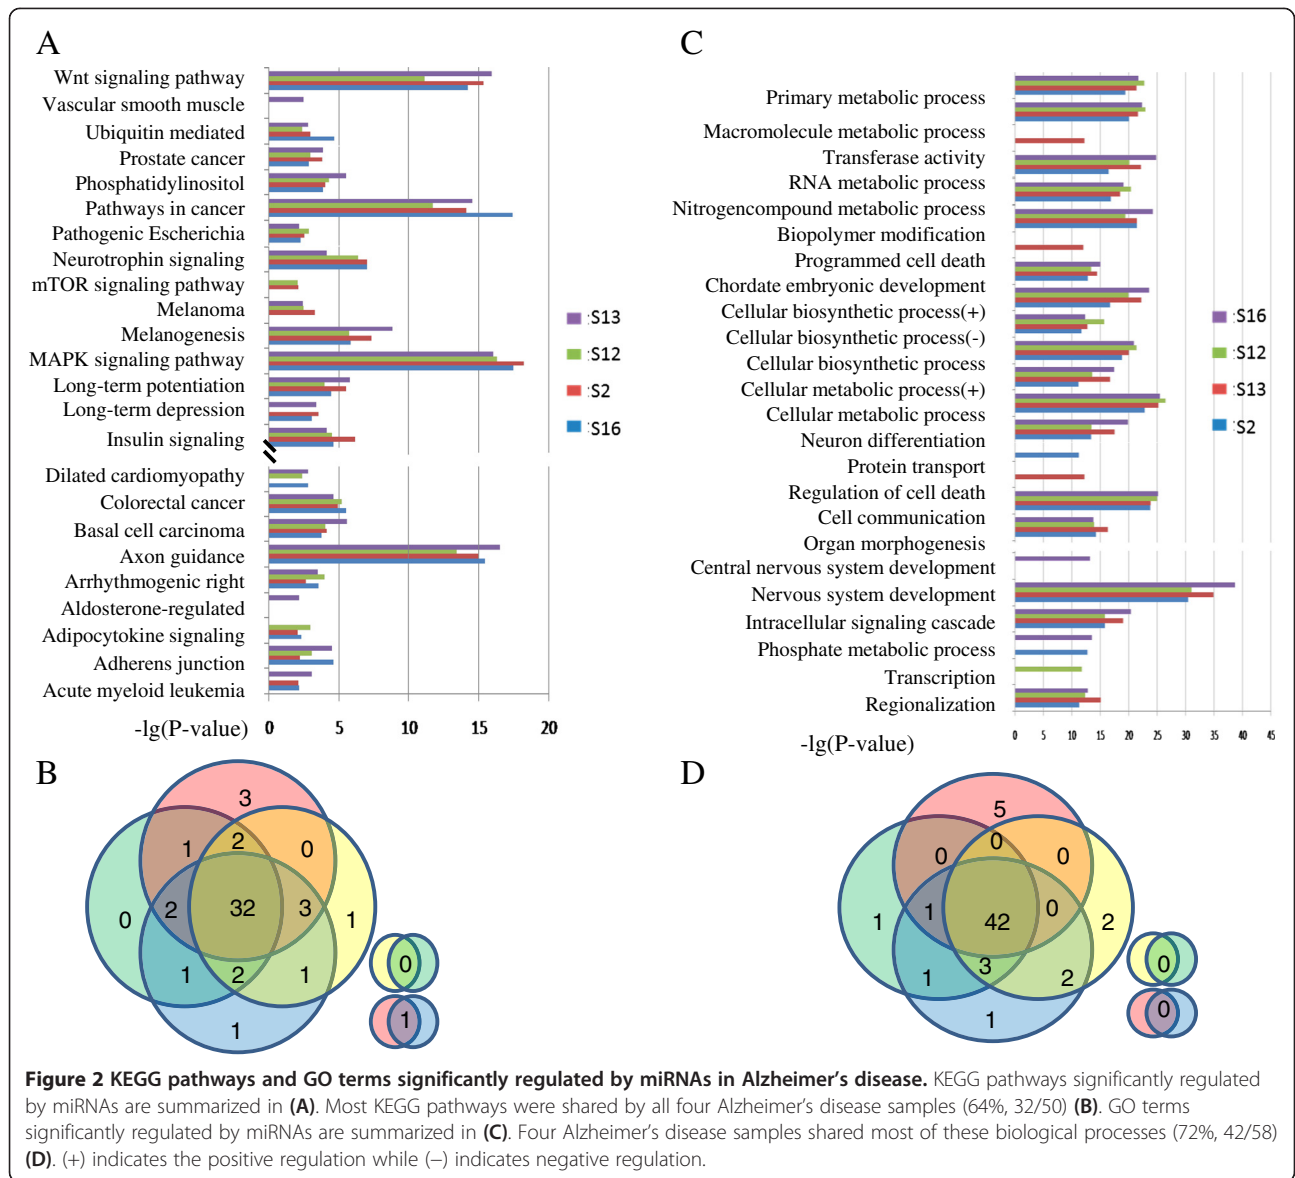 A
Wnt signaling pathway
Vascular smooth muscle
Ubiquitin mediated
Prostate cancer
Phosphatidylinositol
Pathways in cancer
Pathogenic Escherichia
Neurotrophin signaling
mTOR signaling pathway
Melanoma
Melanogenesis
MAPK signaling pathway
Long-term potentiation
Long-term depression
Insulin signaling
Dilated cardiomyopathy
Colorectal cancer
Basal cell carcinoma
Axon guidance
Arrhythmogenic right
Aldosterone-regulated
Adipocytokine signaling
Adherens junction
Acute myeloid leukemia
-lg(P-value)
0 5 10 15 20
:S13
:S12
:S2
:S16
C
Primary metabolic process
Macromolecule metabolic process
Transferase activity
RNA metabolic process
Nitrogencompound metabolic process
Biopolymer modification
Programmed cell death
Chordate embryonic development
Cellular biosynthetic process(+)
Cellular biosynthetic process(-)
Cellular biosynthetic process
Cellular metabolic process(+)
Cellular metabolic process
Neuron differentiation
Protein transport
Regulation of cell death
Cell communication
Organ morphogenesis
Central nervous system development
Nervous system development
Intracellular signaling cascade
Phosphate metabolic process
Transcription
Regionalization
-lg(P-value)
0 5 10 15 20 25 30 35 40 45
:S16
:S12
:S13
:S2
B
3
1 2 0
0 2 32 3 1
1 2 1
1
0
1
D
5
0 0 0
1 1 42 0 2
1 3 2
1
0
0
Figure 2 KEGG pathways and GO terms significantly regulated by miRNAs in Alzheimer's disease. KEGG pathways significantly regulated
by miRNAs are summarized in (A). Most KEGG pathways were shared by all four Alzheimer's disease samples (64%, 32/50) (B). GO terms
significantly regulated by miRNAs are summarized in (C). Four Alzheimer's disease samples shared most of these biological processes (72%, 42/58)
(D). (+) indicates the positive regulation while (−) indicates negative regulation.